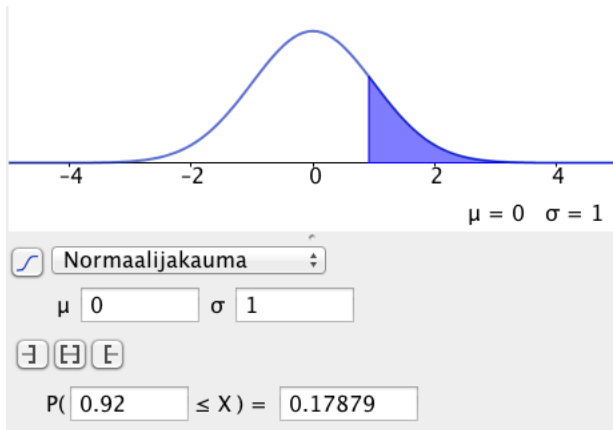 -4 -2 0 2 4
μ = 0 σ = 1
Normaalijakauma
μ 0 σ 1
P( 0.92 ≤ X ) = 0.17879